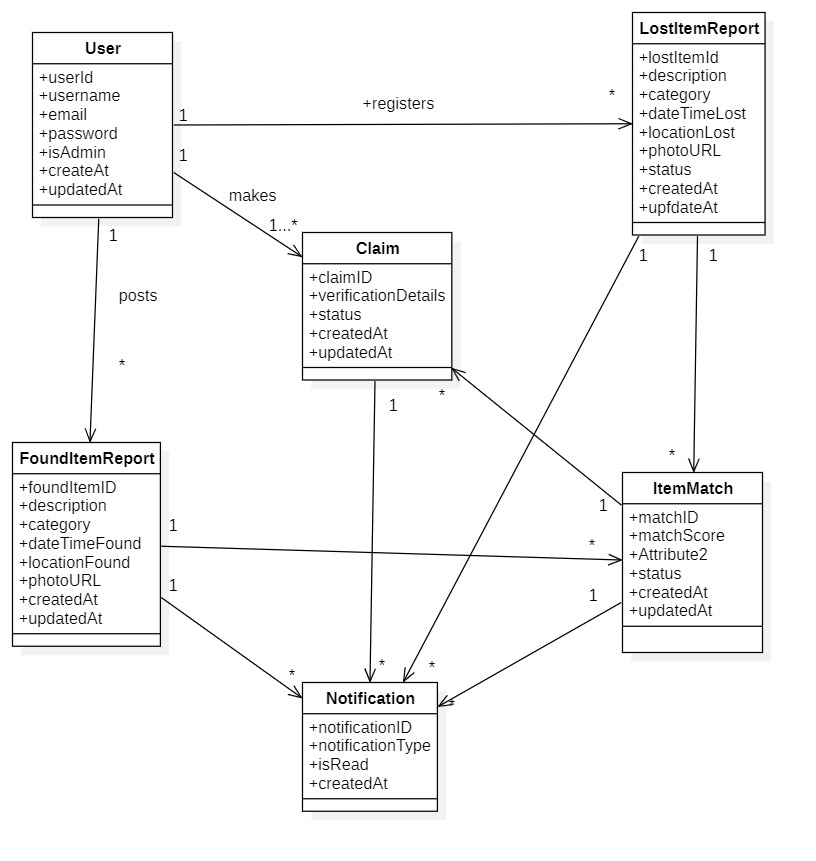 User
+userId
+username
+email
+password
+isAdmin
+createAt
+updatedAt
LostItemReport
+lostItemId
+description
+category
+dateTimeLost
+locationLost
+photoURL
+status
+createdAt
+upfdateAt
1
+registers
*
1
makes
1...*
1
posts
*
Claim
+claimID
+verificationDetails
+status
+createdAt
+updatedAt
1
1
1
*
*
1
FoundItemReport
+foundItemID
+description
+category
+dateTimeFound
+locationFound
+photoURL
+createdAt
+updatedAt
ItemMatch
+matchID
+matchScore
+Attribute2
+status
+createdAt
+updatedAt
1
*
1
1
*
*
*
*
Notification
+notificationID
+notificationType
+isRead
+createdAt